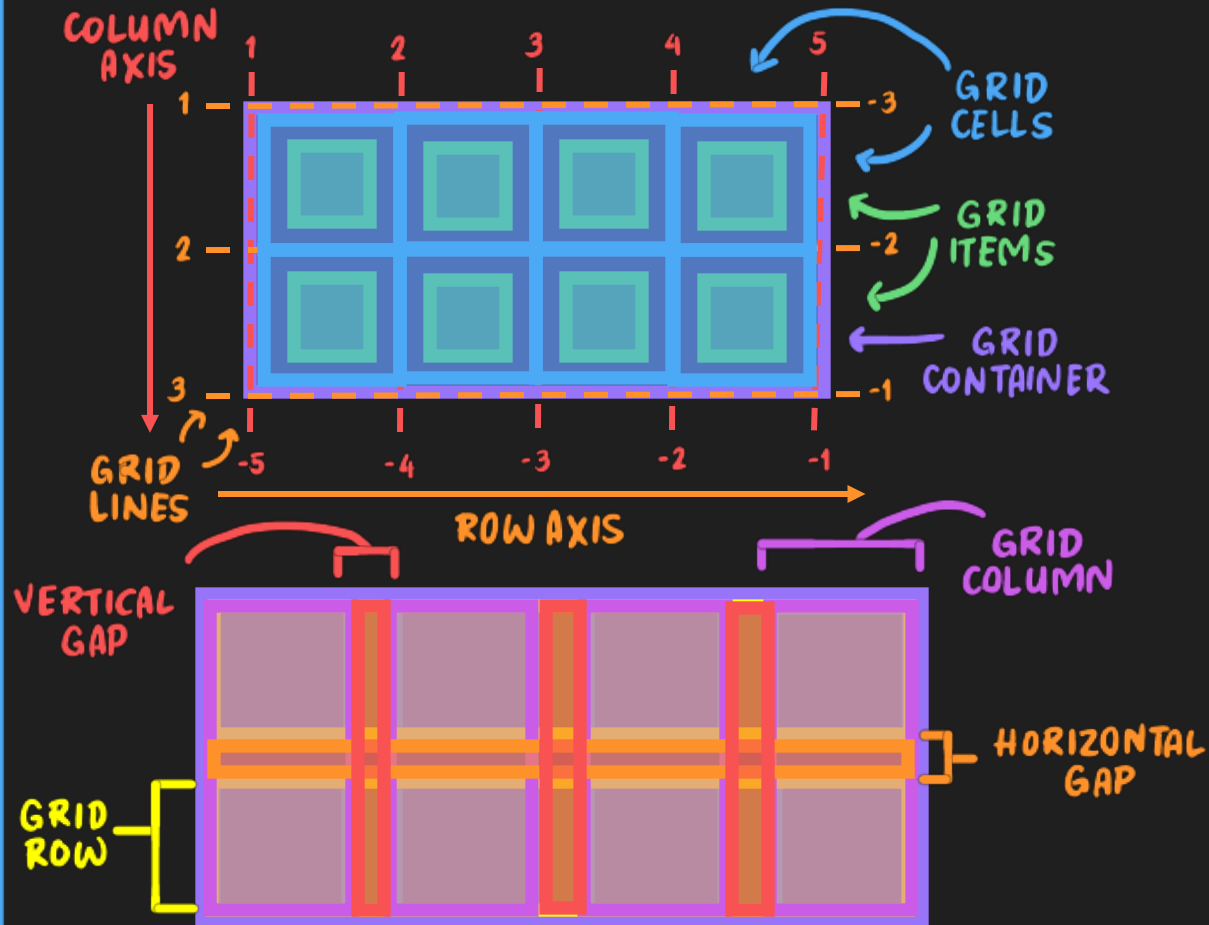 COLUMN
AXIS
1 2 3 4 5
1
-3
GRID
CELLS
GRID
ITEMS
2
-2
GRID
CONTAINER
3
-1
-5 -4 -3 -2 -1
GRID
LINES
ROW AXIS
GRID
COLUMN
VERTICAL
GAP
HORIZONTAL
GAP
GRID
ROW